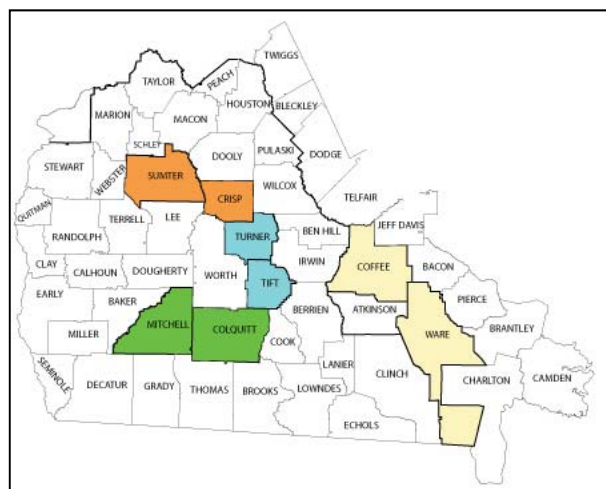 TWIGGS
TAYLOR
PEACH
MARION
MACON
HOUSTON
BLECKLEY
SCHLEY
DOOLY
PULASKI
DODGE
STEWART
WEBSTER
SUMTER
CRISP
WILCOX
TELFAIR
QUITMAN
TERRELL
LEE
TURNER
BEN HILL
JEFF DAVIS
RANDOLPH
IRWIN
COFFEE
BACON
CLAY
CALHOUN
DOUGHERTY
WORTH
TIFT
EARLY
BAKER
BERRIEN
ATKINSON
PIERCE
MILLER
MITCHELL
COLQUITT
COOK
WARE
BRANTLEY
SEMINOLE
DECATUR
GRADY
THOMAS
BROOKS
LOWNDES
LANIER
CLINCH
CHARLTON
CAMDEN
ECHOLS